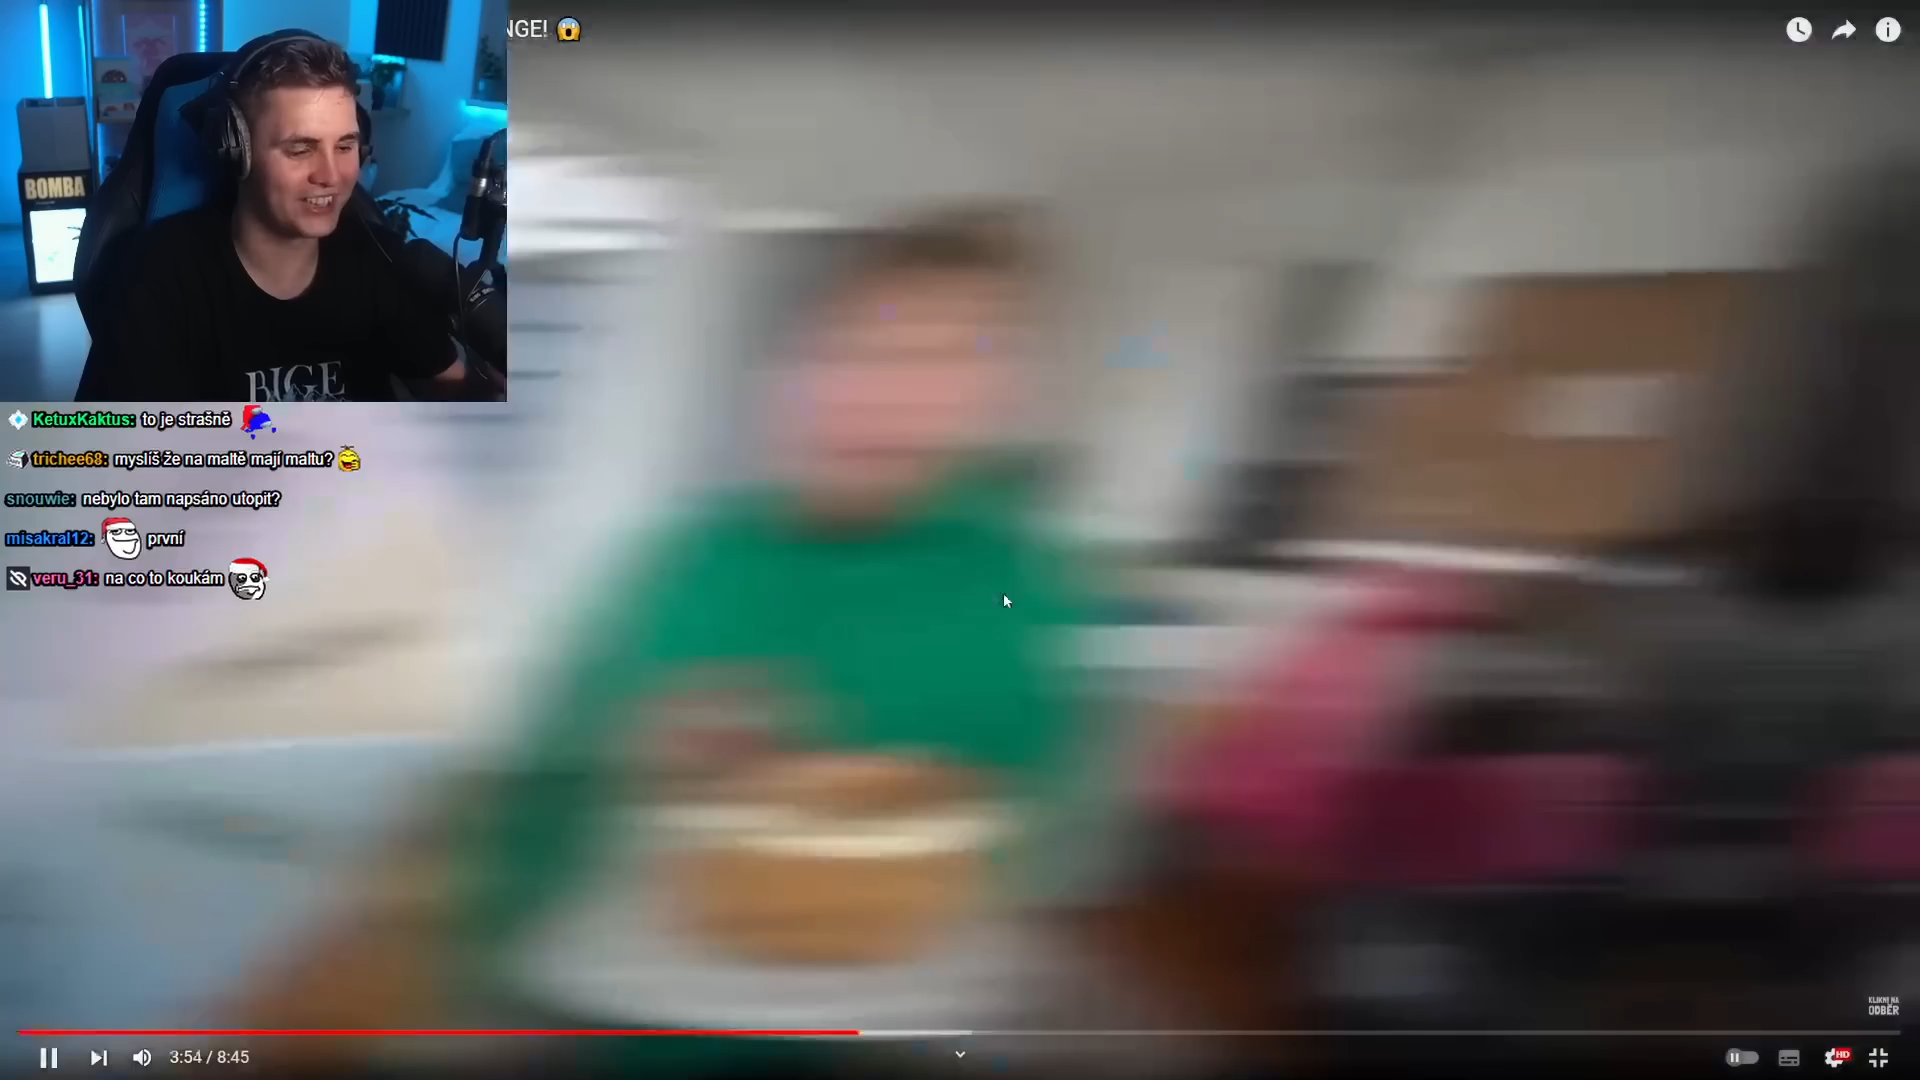 NGE! 😱
BOMBA
BIGE
KetuxKaktus: to je strašně
trichee68: myslíš že na maltě mají maltu?
snouwie: nebylo tam napsáno utopit?
misakral12: první
veru_31: na co to koukám
KLIKNI NA
ODBĚR
3:54 / 8:45
HD